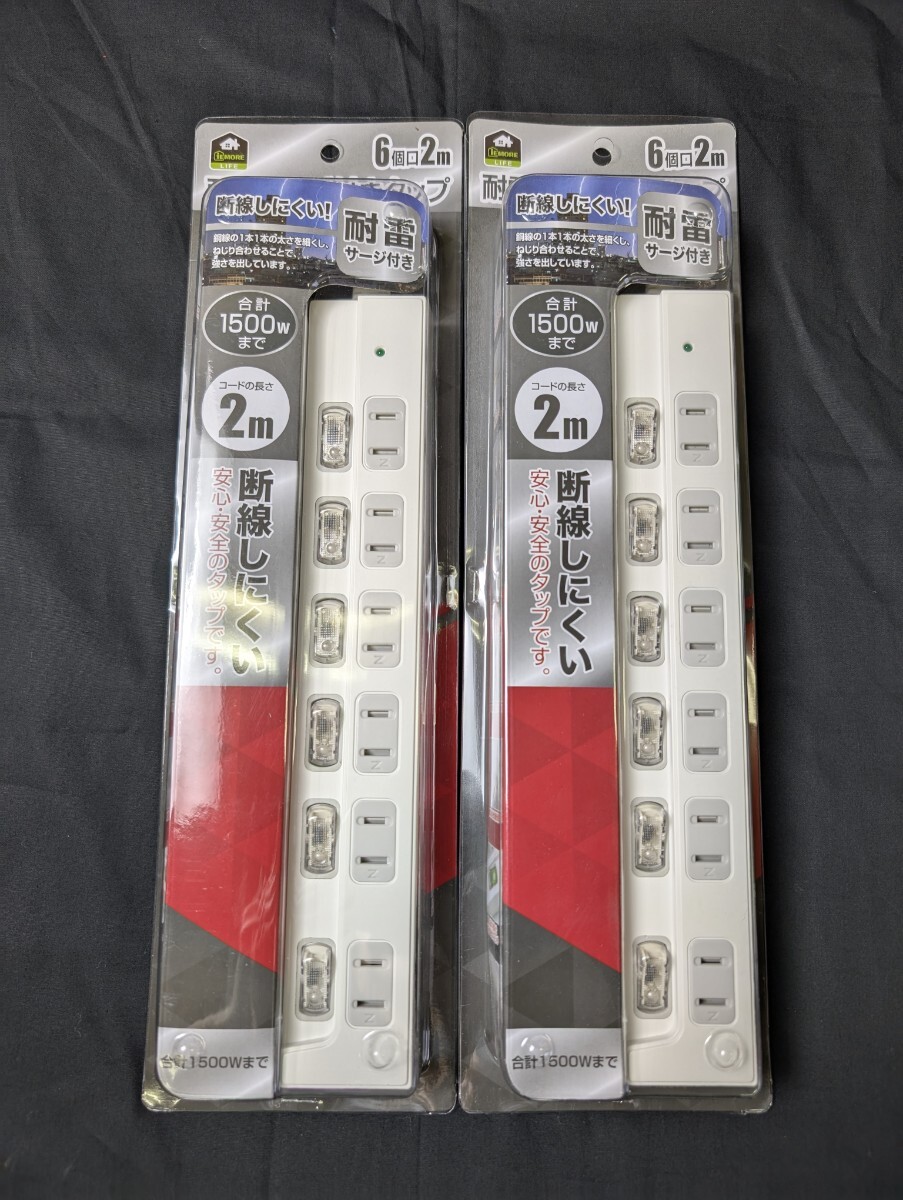 1s MORE
LIFE
6個口2m
断線しにくい!
銅線の1本1本の太さを細くし、
ねじり合わせることで、
強さを出しています。
耐雷
サージ付き
合計
1500w
まで
コードの長さ
2m
断線しにくい
安心・安全のタップです。
合計1500Wまで
N
N
N
N
N
N
LIFE
6個口2m
断線しにくい!
銅線の1本1本の太さを細くし、
ねじり合わせることで、
強さを出しています。
耐雷
サージ付き
合計
1500w
まで
コードの長さ
2m
断線しにくい
安心・安全のタップです。
合計1500Wまで
N
N
N
N
N
N